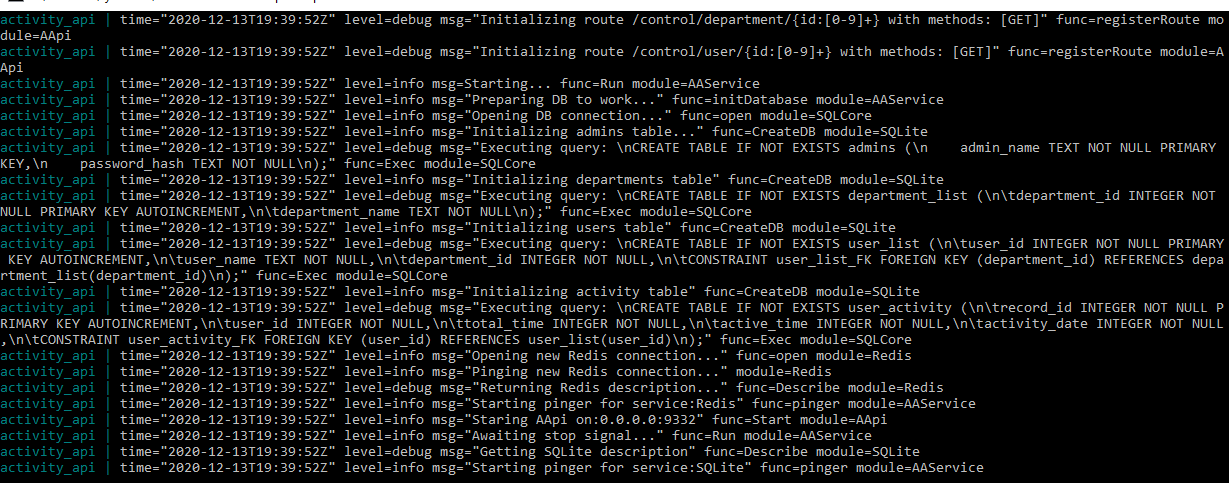 activity_api | time="2020-12-13T19:39:52Z" level=debug msg="Initializing route /control/department/{id:[0-9]+} with methods: [GET]" func=registerRoute mo
dule=AApi
activity_api | time="2020-12-13T19:39:52Z" level=debug msg="Initializing route /control/user/{id:[0-9]+} with methods: [GET]" func=registerRoute module=A
Api
activity_api | time="2020-12-13T19:39:52Z" level=info msg=Starting... func=Run module=AAService
activity_api | time="2020-12-13T19:39:52Z" level=info msg="Preparing DB to work..." func=initDatabase module=AAService
activity_api | time="2020-12-13T19:39:52Z" level=info msg="Opening DB connection..." func=open module=SQLCore
activity_api | time="2020-12-13T19:39:52Z" level=info msg="Initializing admins table..." func=CreateDB module=SQLite
activity_api | time="2020-12-13T19:39:52Z" level=debug msg="Executing query: \nCREATE TABLE IF NOT EXISTS admins (\n    admin_name TEXT NOT NULL PRIMARY
KEY,\n    password_hash TEXT NOT NULL\n);" func=Exec module=SQLCore
activity_api | time="2020-12-13T19:39:52Z" level=info msg="Initializing departments table" func=CreateDB module=SQLite
activity_api | time="2020-12-13T19:39:52Z" level=debug msg="Executing query: \nCREATE TABLE IF NOT EXISTS department_list (\n\tdepartment_id INTEGER NOT
NULL PRIMARY KEY AUTOINCREMENT,\n\tdepartment_name TEXT NOT NULL\n);" func=Exec module=SQLCore
activity_api | time="2020-12-13T19:39:52Z" level=info msg="Initializing users table" func=CreateDB module=SQLite
activity_api | time="2020-12-13T19:39:52Z" level=debug msg="Executing query: \nCREATE TABLE IF NOT EXISTS user_list (\n\tuser_id INTEGER NOT NULL PRIMARY
 KEY AUTOINCREMENT,\n\tuser_name TEXT NOT NULL,\n\tdepartment_id INTEGER NOT NULL,\n\tCONSTRAINT user_list_FK FOREIGN KEY (department_id) REFERENCES depa
rtment_list(department_id)\n);" func=Exec module=SQLCore
activity_api | time="2020-12-13T19:39:52Z" level=info msg="Initializing activity table" func=CreateDB module=SQLite
activity_api | time="2020-12-13T19:39:52Z" level=debug msg="Executing query: \nCREATE TABLE IF NOT EXISTS user_activity (\n\trecord_id INTEGER NOT NULL P
RIMARY KEY AUTOINCREMENT,\n\tuser_id INTEGER NOT NULL,\n\ttotal_time INTEGER NOT NULL,\n\tactive_time INTEGER NOT NULL,\n\tactivity_date INTEGER NOT NULL
,\n\tCONSTRAINT user_activity_FK FOREIGN KEY (user_id) REFERENCES user_list(user_id)\n);" func=Exec module=SQLCore
activity_api | time="2020-12-13T19:39:52Z" level=info msg="Opening new Redis connection..." func=open module=Redis
activity_api | time="2020-12-13T19:39:52Z" level=info msg="Pinging new Redis connection..." module=Redis
activity_api | time="2020-12-13T19:39:52Z" level=debug msg="Returning Redis description..." func=Describe module=Redis
activity_api | time="2020-12-13T19:39:52Z" level=info msg="Starting pinger for service:Redis" func=pinger module=AAService
activity_api | time="2020-12-13T19:39:52Z" level=info msg="Staring AApi on:0.0.0.0:9332" func=Start module=AApi
activity_api | time="2020-12-13T19:39:52Z" level=info msg="Awaiting stop signal..." func=Run module=AAService
activity_api | time="2020-12-13T19:39:52Z" level=debug msg="Getting SQLite description" func=Describe module=SQLite
activity_api | time="2020-12-13T19:39:52Z" level=info msg="Starting pinger for service:SQLite" func=pinger module=AAService